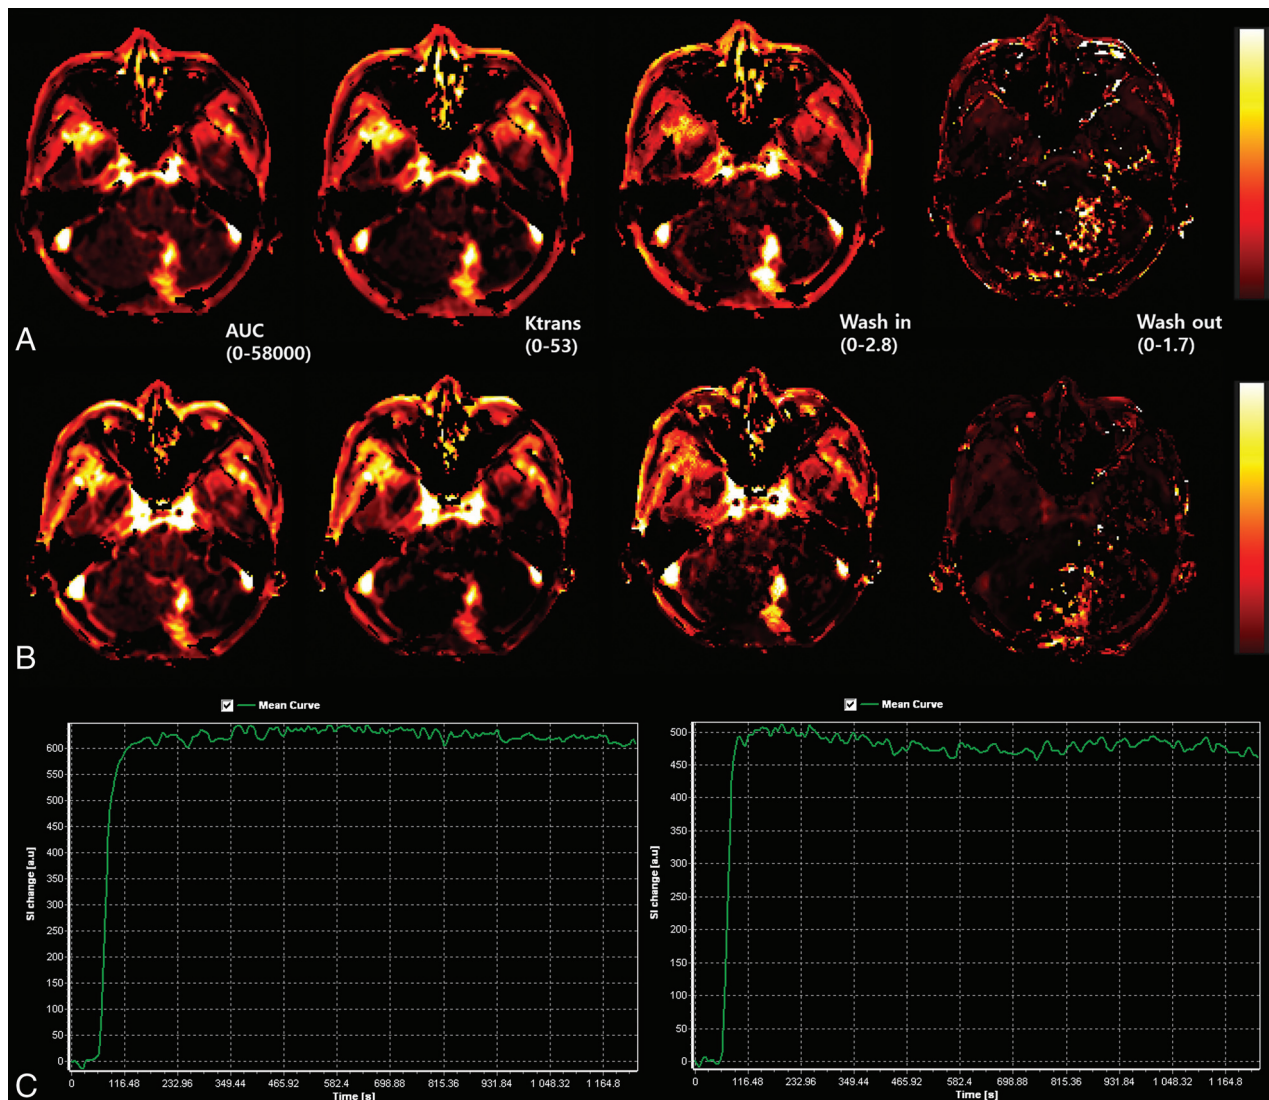 A
AUC
(0-58000)
Ktrans
(0-53)
Wash in
(0-2.8)
Wash out
(0-1.7)
B
Mean Curve
SI change [a.u]
600
550
500
450
400
350
300
250
200
150
100
50
0
0 116.48 232.96 349.44 465.92 582.4 698.88 815.36 931.84 1 048.32 1 164.8
Time [s]
Mean Curve
SI change [a.u]
500
450
400
350
300
250
200
150
100
50
0
0 116.48 232.96 349.44 465.92 582.4 698.88 815.36 931.84 1 048.32 1 164.8
Time [s]
C